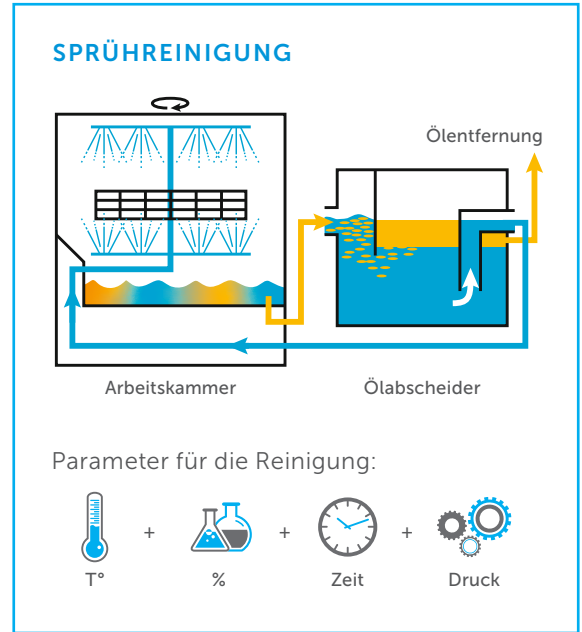 SPRÜHREINIGUNG
Ölentfernung
Arbeitskammer
Ölabscheider
Parameter für die Reinigung:
+ + +
T° % Zeit Druck